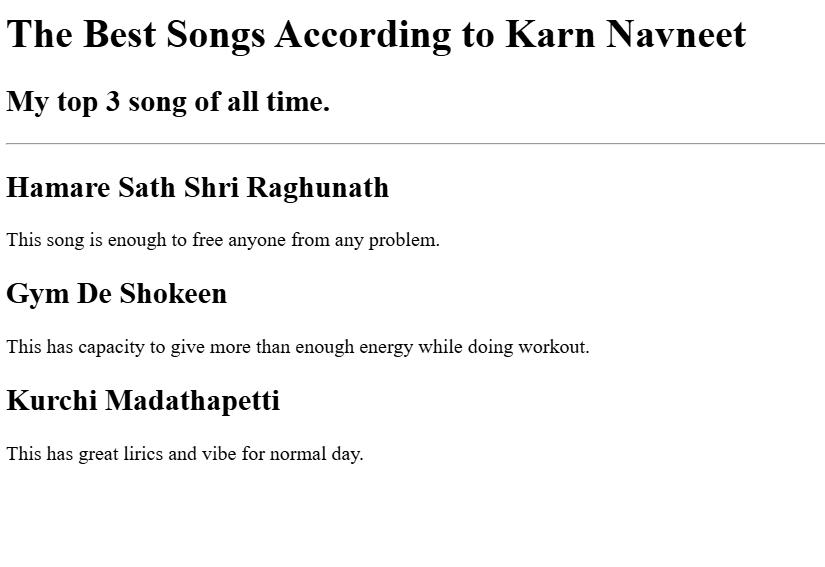 The Best Songs According to Karn Navneet
My top 3 song of all time.
Hamare Sath Shri Raghunath
This song is enough to free anyone from any problem.
Gym De Shokeen
This has capacity to give more than enough energy while doing workout.
Kurchi Madathapetti
This has great lirics and vibe for normal day.